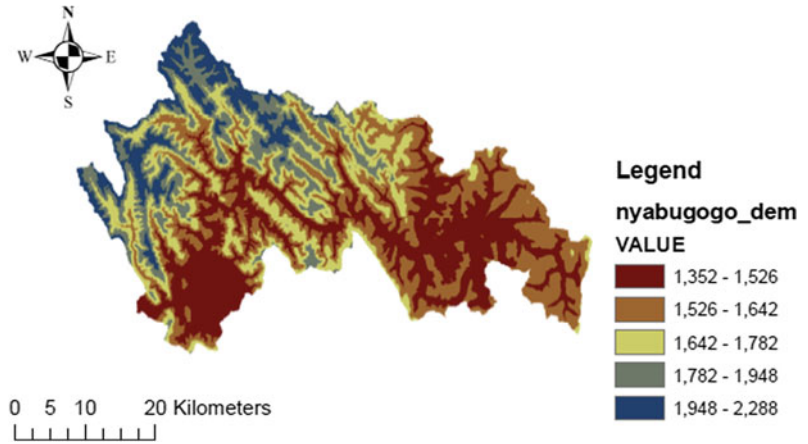 N
W E
S
Legend
nyabugogo_dem
VALUE
1,352 - 1,526
1,526 - 1,642
1,642 - 1,782
1,782 - 1,948
1,948 - 2,288
0 5 10 20 Kilometers